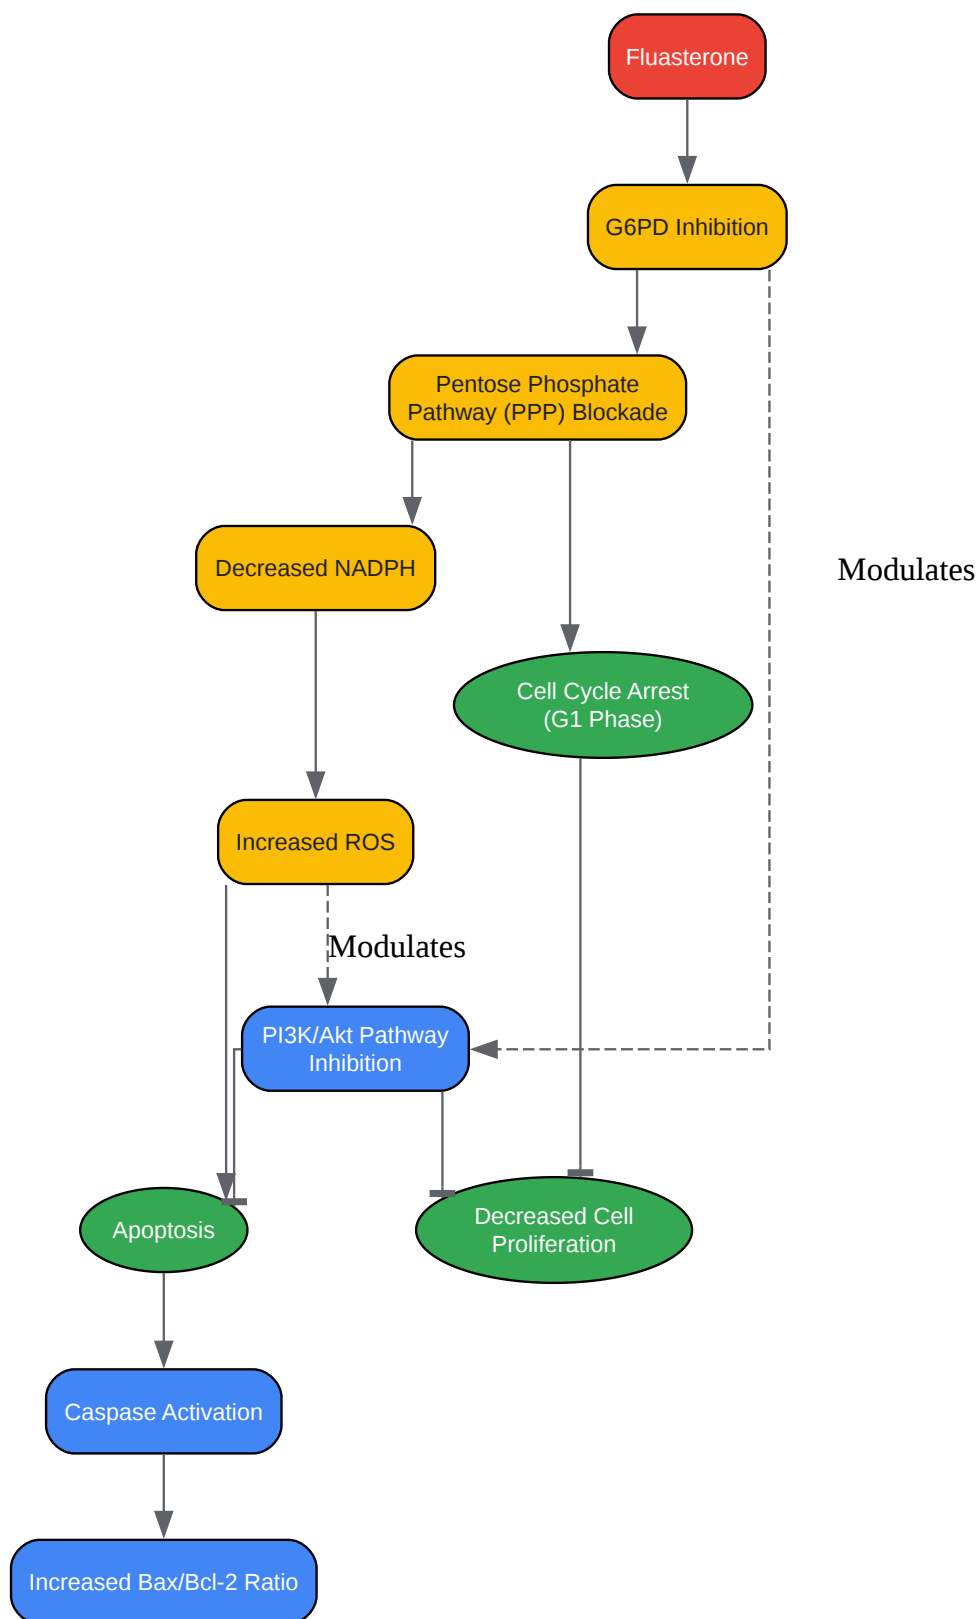 Fluasterone
G6PD Inhibition
Pentose Phosphate
Pathway (PPP) Blockade
Decreased NADPH
Modulates
Cell Cycle Arrest
(G1 Phase)
Increased ROS
Modulates
PI3K/Akt Pathway
Inhibition
Apoptosis
Decreased Cell
Proliferation
Caspase Activation
Increased Bax/Bcl-2 Ratio